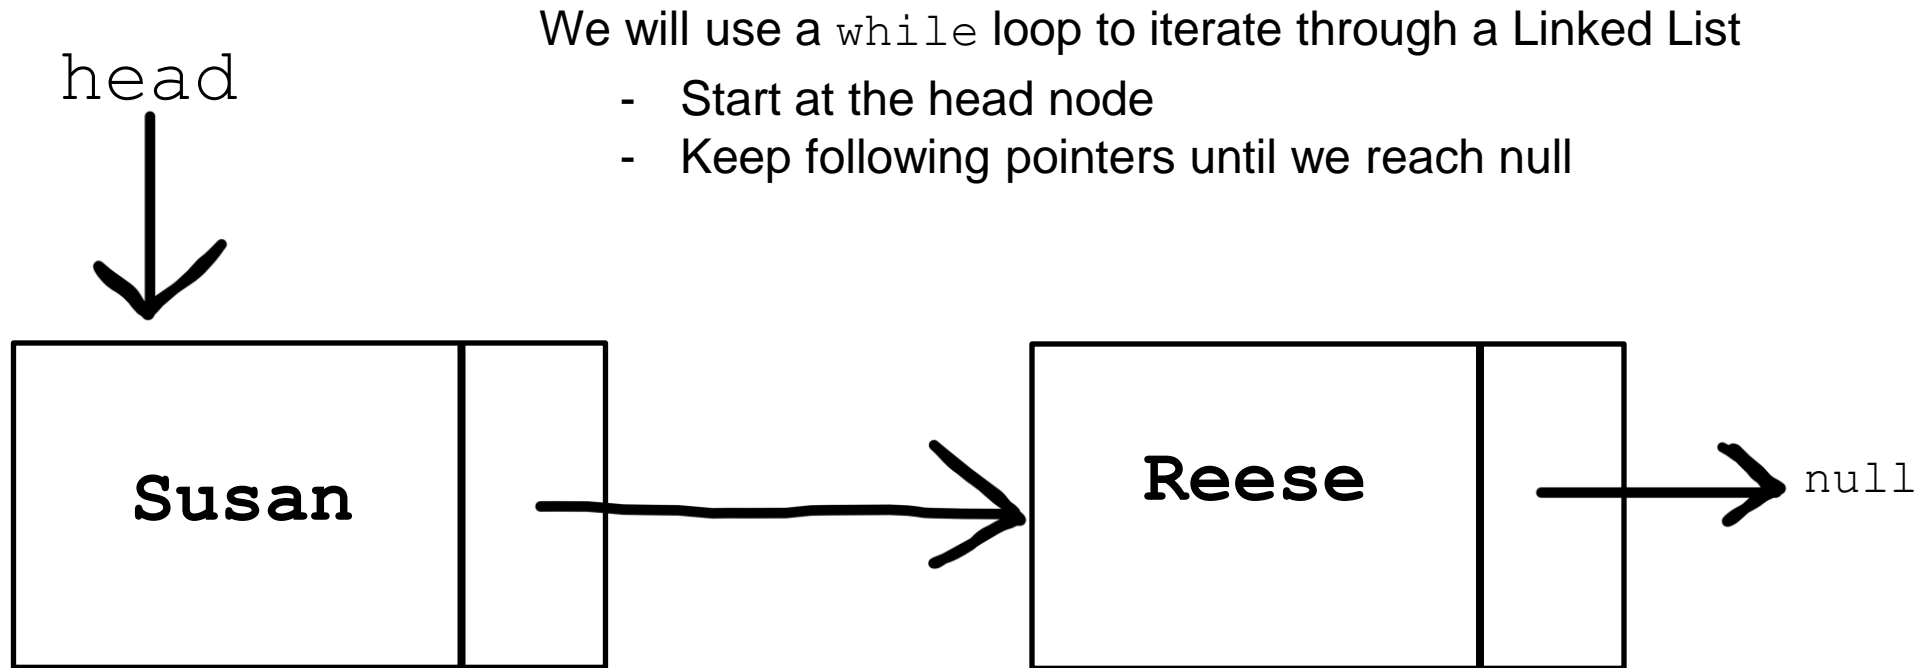 We will use a while loop to iterate through a Linked List
head
- Start at the head node
- Keep following pointers until we reach null
Susan
Reese
null